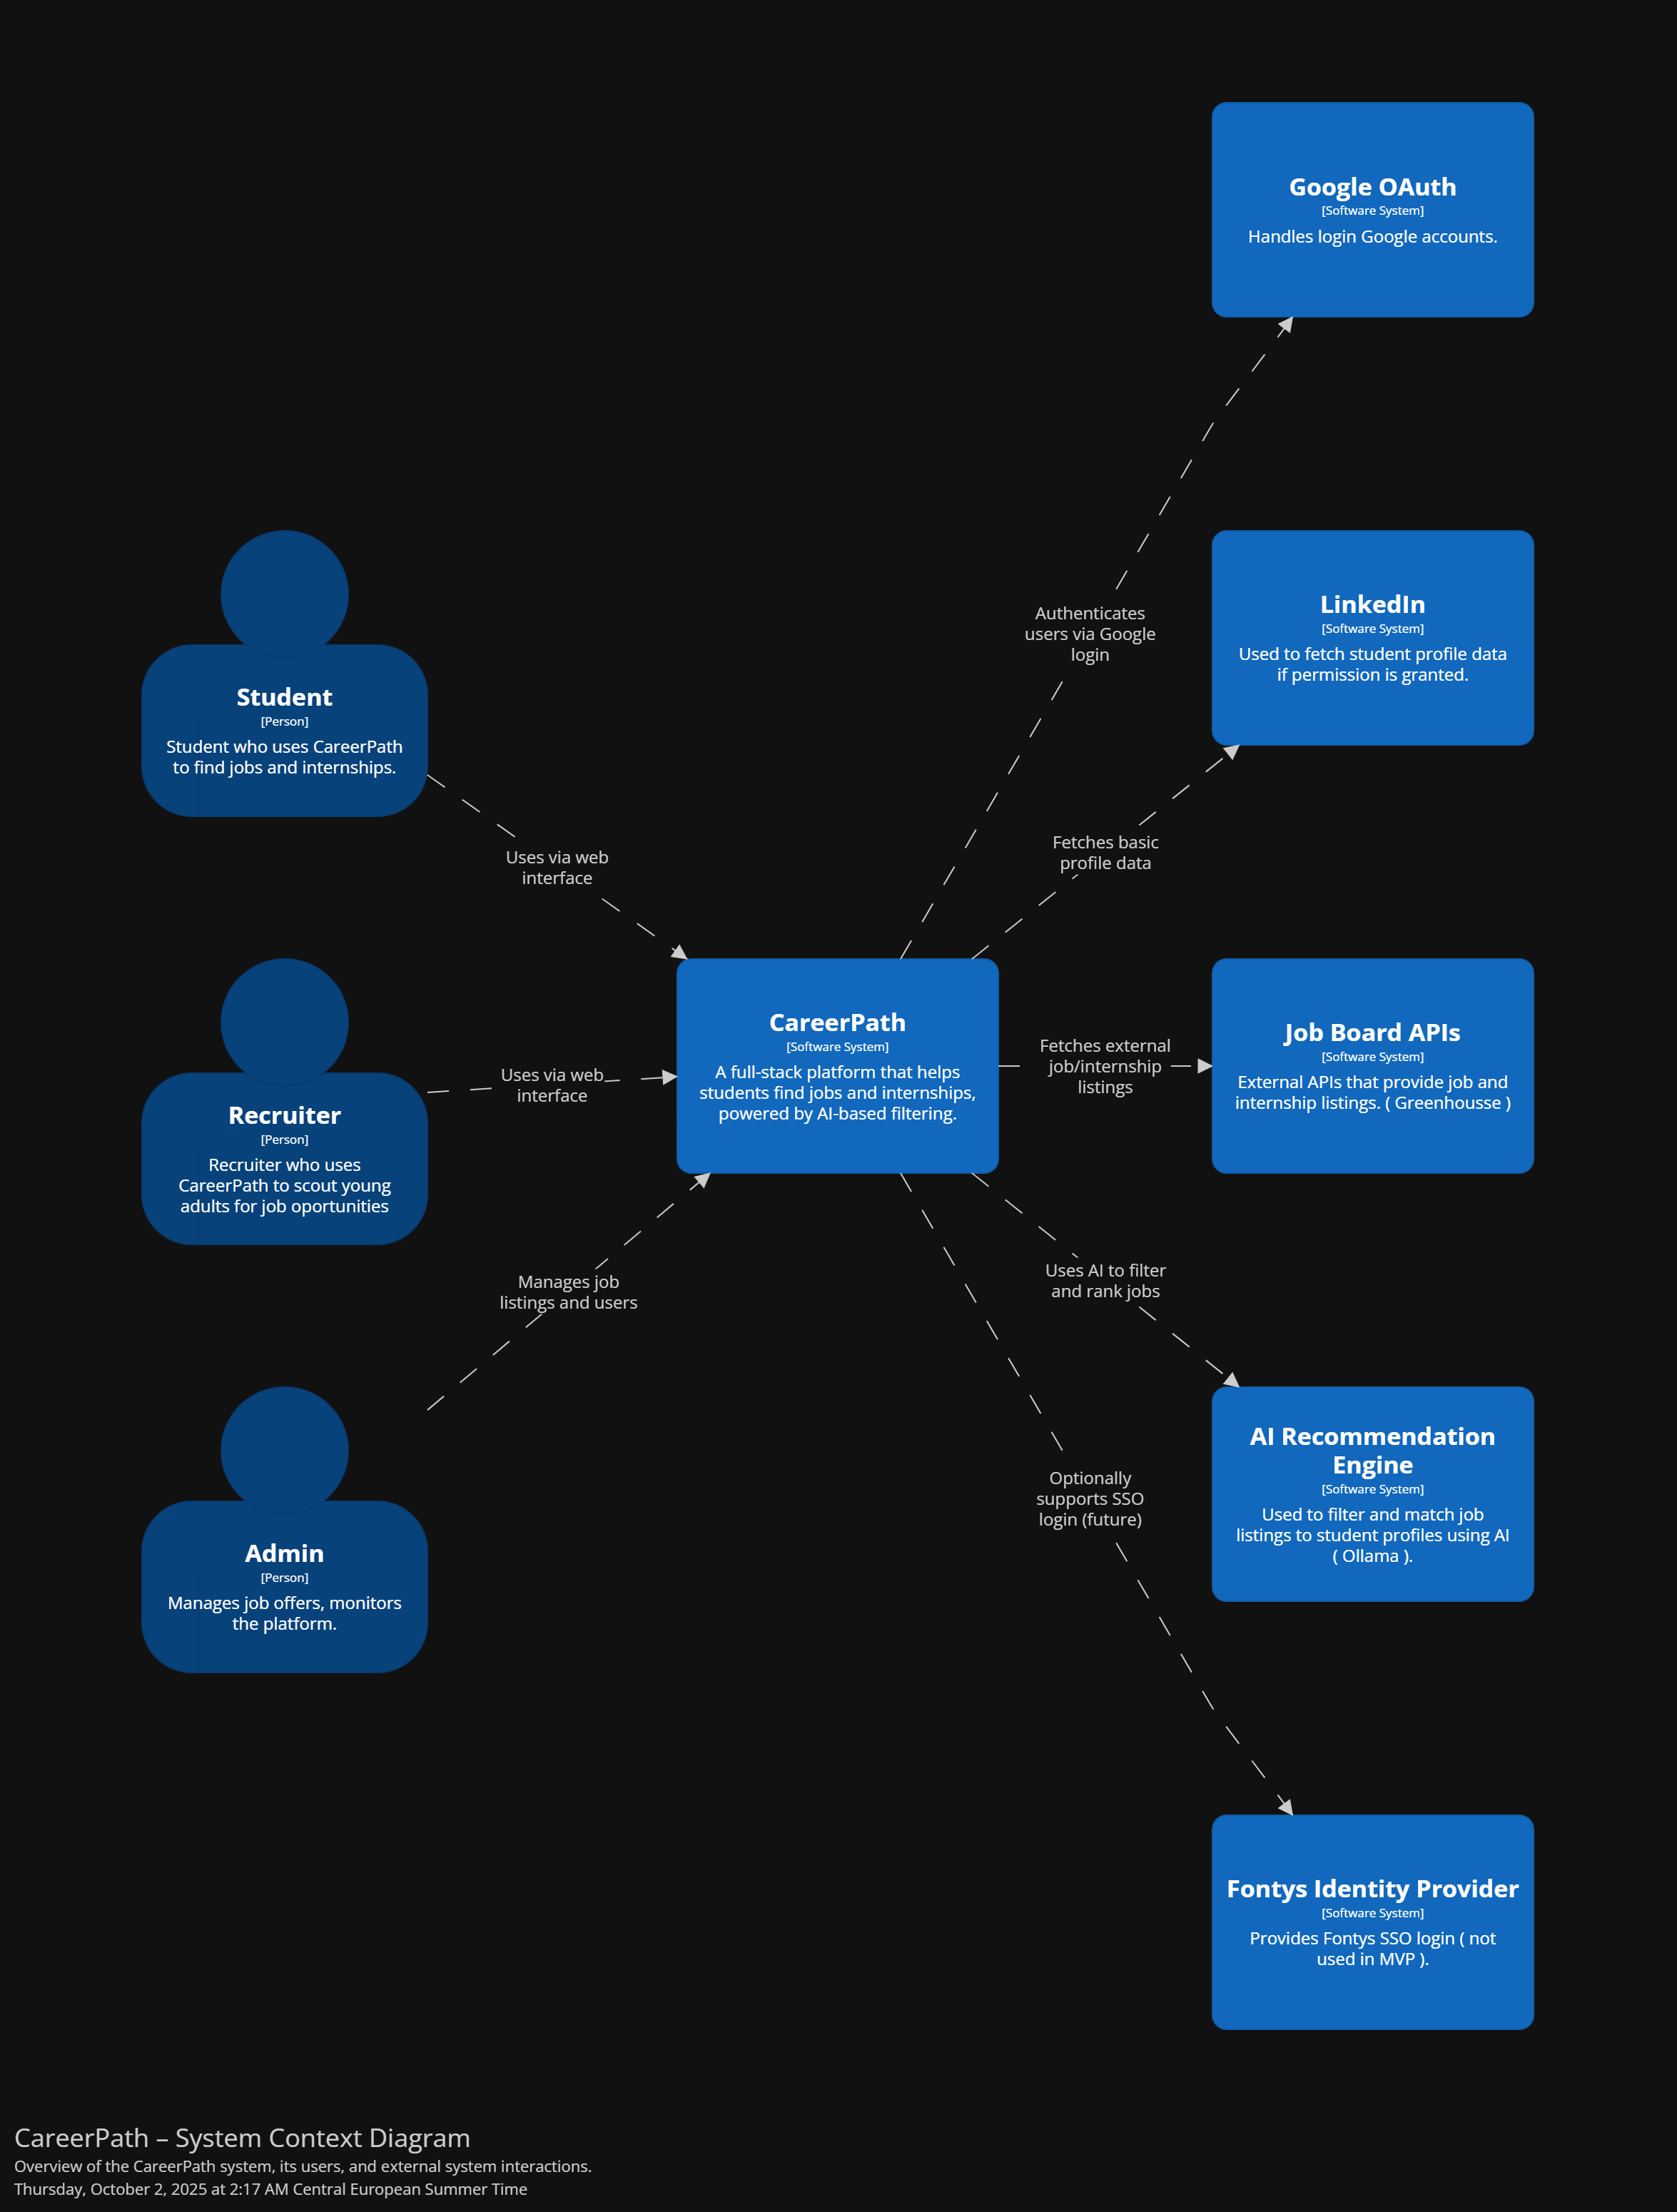 Google OAuth
[Software System]
Handles login Google accounts.
Authenticates
users via Google
login
LinkedIn
[Software System]
Used to fetch student profile data
if permission is granted.
Student
[Person]
Student who uses CareerPath
to find jobs and internships.
Uses via web
interface
Fetches basic
profile data
CareerPath
[Software System]
A full-stack platform that helps
students find jobs and internships,
powered by AI-based filtering.
Fetches external
job/internship
listings
Job Board APIs
[Software System]
External APIs that provide job and
internship listings. ( Greenhousse )
Uses via web
interface
Recruiter
[Person]
Recruiter who uses
CareerPath to scout young
adults for job oportunities
Manages job
listings and users
Uses AI to filter
and rank jobs
AI Recommendation
Engine
[Software System]
Used to filter and match job
listings to student profiles using AI
( Ollama ).
Admin
[Person]
Manages job offers, monitors
the platform.
Optionally
supports SSO
login (future)
Fontys Identity Provider
[Software System]
Provides Fontys SSO login ( not
used in MVP ).
CareerPath – System Context Diagram
Overview of the CareerPath system, its users, and external system interactions.
Thursday, October 2, 2025 at 2:17 AM Central European Summer Time